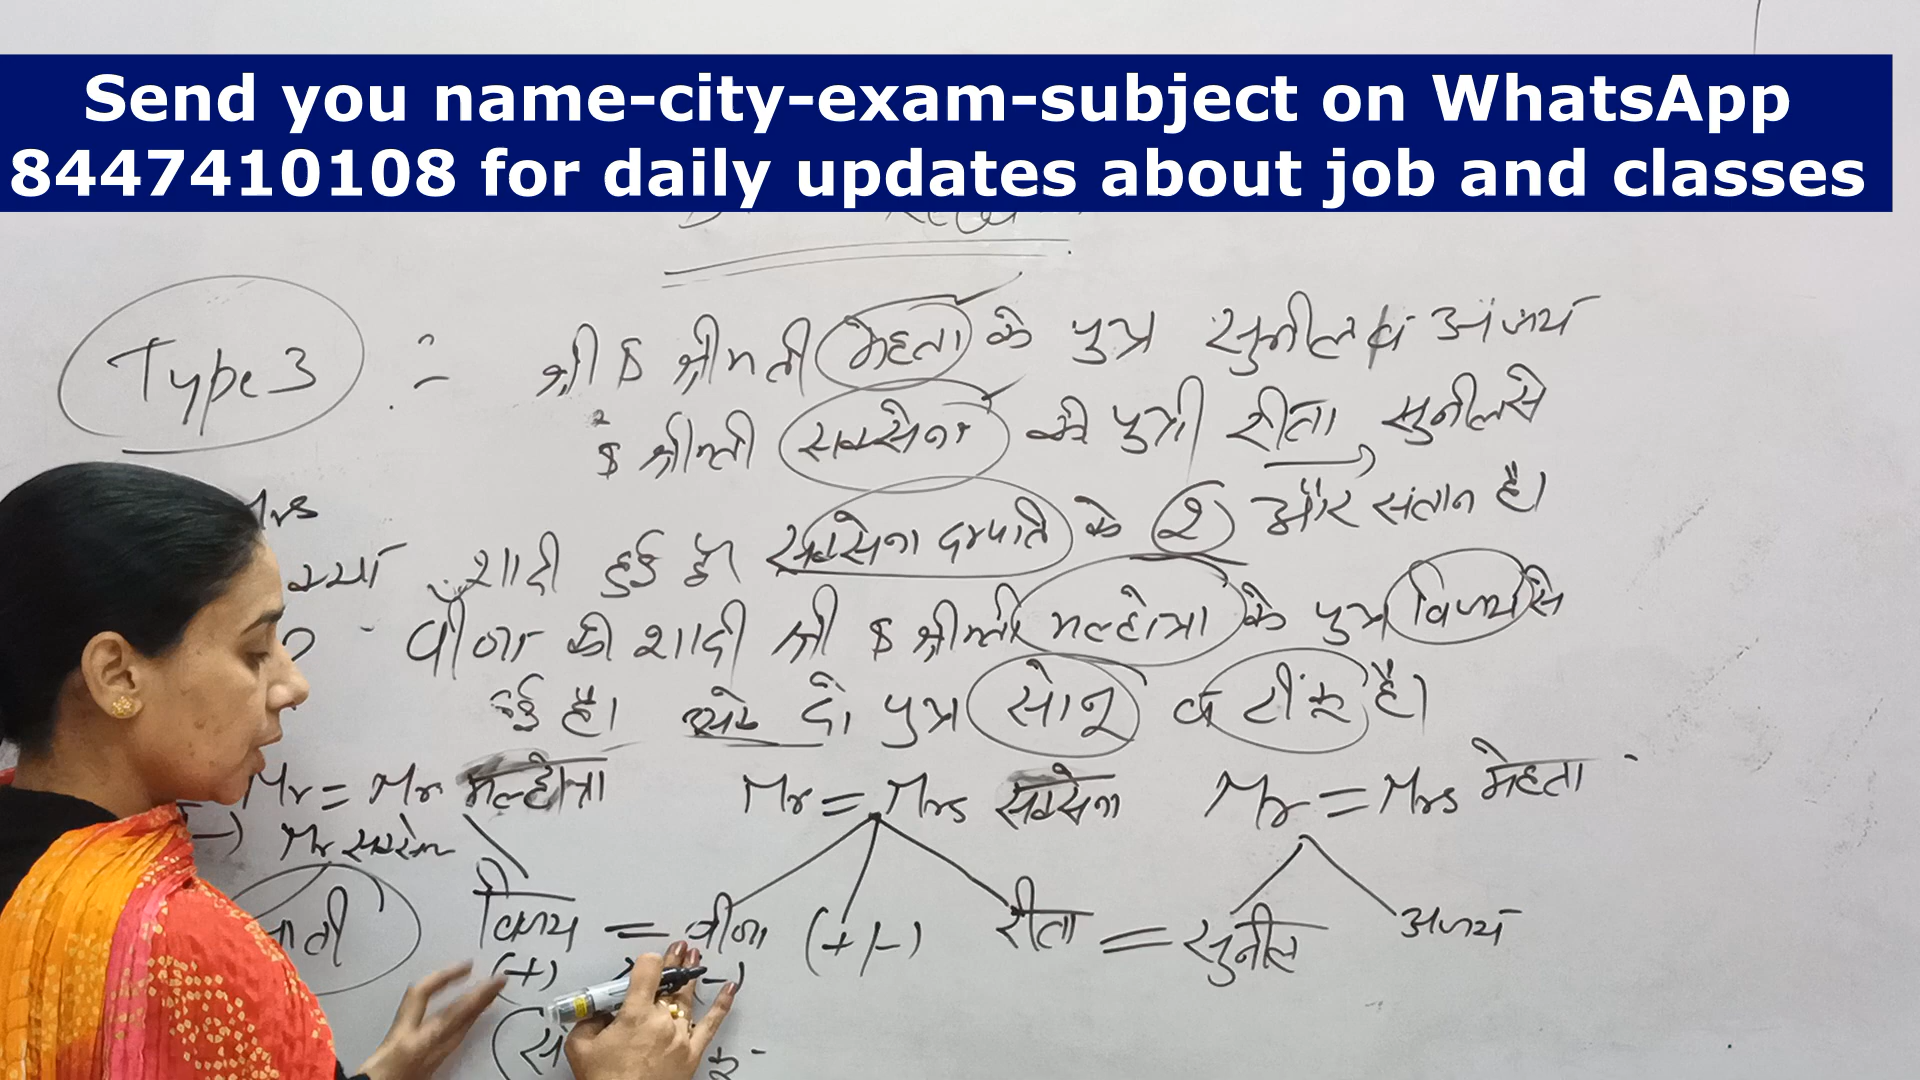 Send you name-city-exam-subject on WhatsApp
8447410108 for daily updates about job and classes
Type 3 :- श्री & श्रीमती मेहता के पुत्र सुनील व अजय
& श्रीमती सक्सेना की पुत्री रीता सुनील से
Mrs
शादी हुई है। सक्सेना दम्पति के 2 और संतान है।
वीना की शादी श्री & श्रीमती मल्होत्रा के पुत्र विजय से
हुई है। दो पुत्र सोनू व टींकू है।
Mr = Mr मल्होत्रा Mr = Mrs सक्सेना Mr = Mrs मेहता
(-) Mr
विजय = वीना (+/-) रीता = सुनील अजय
(+) (-)